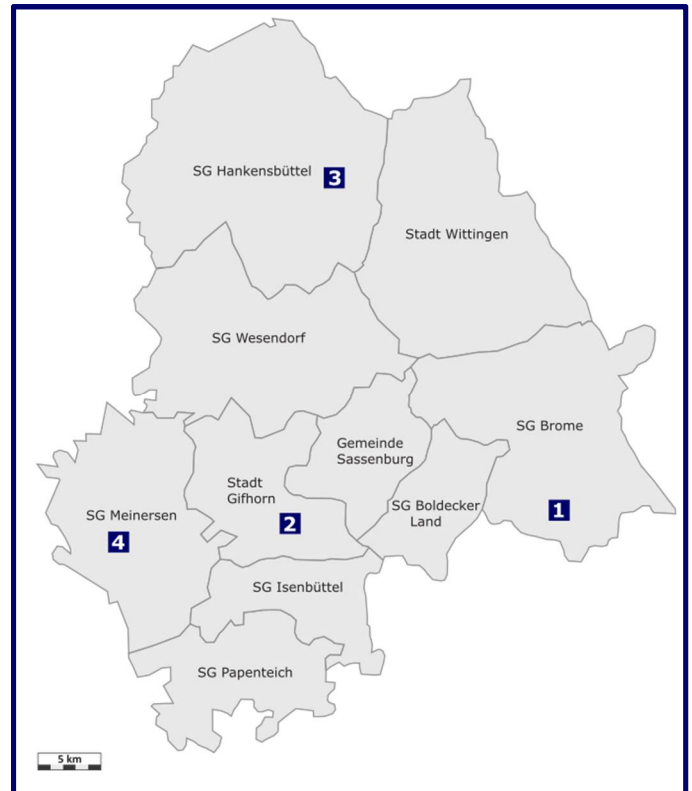 SG Hankensbüttel
3
Stadt Wittingen
SG Wesendorf
SG Brome
Gemeinde
Sassenburg
Stadt
Gifhorn
SG Boldecker
Land
SG Meinersen
1
2
4
SG Isenbüttel
SG Papenteich
5 km